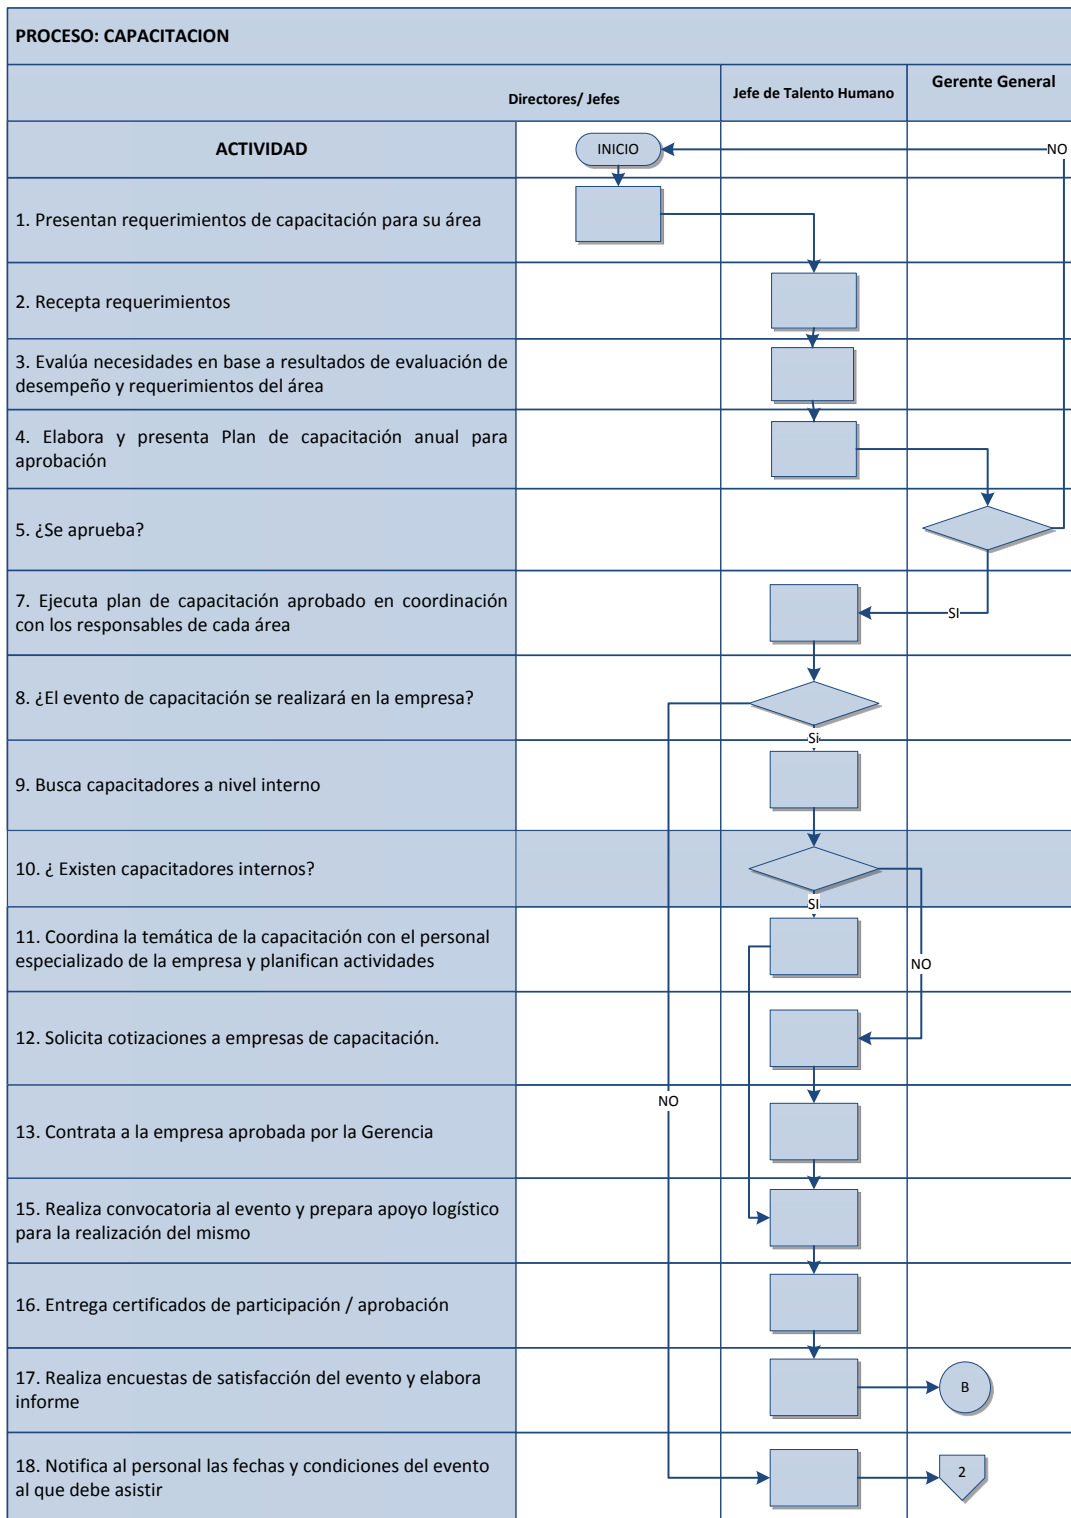 PROCESO: CAPACITACION
Directores/ Jefes
Jefe de Talento Humano
Gerente General
ACTIVIDAD
INICIO
NO
1. Presentan requerimientos de capacitación para su área
2. Recepta requerimientos
3. Evalúa necesidades en base a resultados de evaluación de
desempeño y requerimientos del área
4. Elabora y presenta Plan de capacitación anual para
aprobación
5. ¿Se aprueba?
7. Ejecuta plan de capacitación aprobado en coordinación
con los responsables de cada área
SI
8. ¿El evento de capacitación se realizará en la empresa?
Si
9. Busca capacitadores a nivel interno
10. ¿ Existen capacitadores internos?
SI
11. Coordina la temática de la capacitación con el personal
especializado de la empresa y planifican actividades
NO
12. Solicita cotizaciones a empresas de capacitación.
NO
13. Contrata a la empresa aprobada por la Gerencia
15. Realiza convocatoria al evento y prepara apoyo logístico
para la realización del mismo
16. Entrega certificados de participación / aprobación
17. Realiza encuestas de satisfacción del evento y elabora
informe
B
18. Notifica al personal las fechas y condiciones del evento
al que debe asistir
2